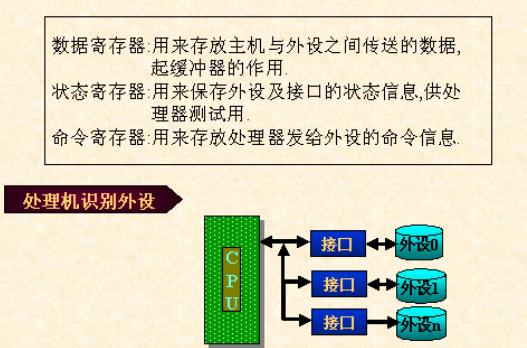 数据寄存器:用来存放主机与外设之间传送的数据,
起缓冲器的作用.
状态寄存器:用来保存外设及接口的状态信息,供处
理器测试用.
命令寄存器:用来存放处理器发给外设的命令信息.
处理机识别外设
CPU
接口
外设0
接口
外设1
接口
外设n